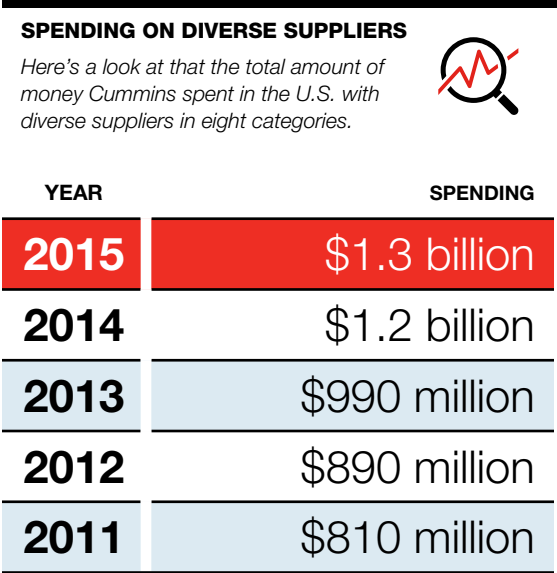 SPENDING ON DIVERSE SUPPLIERS
Here's a look at that the total amount of
money Cummins spent in the U.S. with
diverse suppliers in eight categories.
YEAR SPENDING
2015 $1.3 billion
2014 $1.2 billion
2013 $990 million
2012 $890 million
2011 $810 million